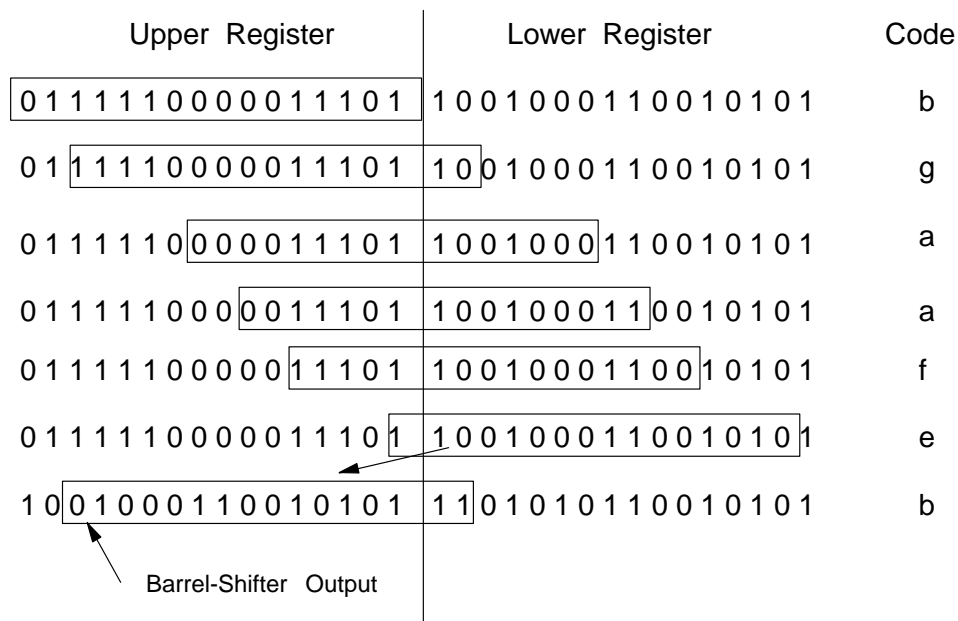 Upper Register Lower Register Code
0 1 1 1 1 1 0 0 0 0 0 1 1 1 0 1 1 0 0 1 0 0 0 1 1 0 0 1 0 1 0 1 b
0 1 1 1 1 1 0 0 0 0 0 1 1 1 0 1 1 0 0 1 0 0 0 1 1 0 0 1 0 1 0 1 g
0 1 1 1 1 1 0 0 0 0 0 1 1 1 0 1 1 0 0 1 0 0 0 1 1 0 0 1 0 1 0 1 a
0 1 1 1 1 1 0 0 0 0 0 1 1 1 0 1 1 0 0 1 0 0 0 1 1 0 0 1 0 1 0 1 a
0 1 1 1 1 1 0 0 0 0 0 1 1 1 0 1 1 0 0 1 0 0 0 1 1 0 0 1 0 1 0 1 f
0 1 1 1 1 1 0 0 0 0 0 1 1 1 0 1 1 0 0 1 0 0 0 1 1 0 0 1 0 1 0 1 e
1 0 0 1 0 0 0 1 1 0 0 1 0 1 0 1 1 1 0 1 0 1 0 1 1 0 0 1 0 1 0 1 b
Barrel-Shifter Output